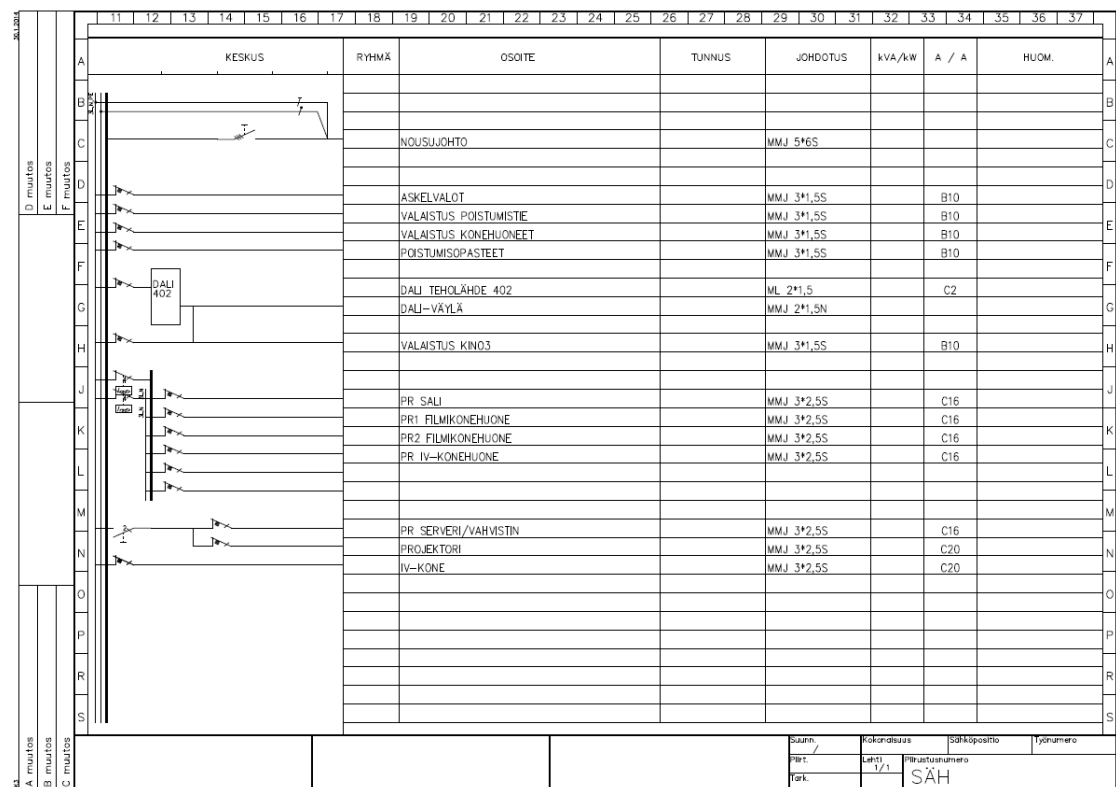 11 12 13 14 15 16 17 18 19 20 21 22 23 24 25 26 27 28 29 30 31 32 33 34 35 36 37
KESKUS RYHMÄ OSOITE TUNNUS JOHDOTUS kVA/kW A / A HUOM.
A A
B B
C NOUSUJOHTO MMJ 5*6S C
D D
ASKELVALOT MMJ 3*1,5S B10
VALAISTUS POISTUMISTIE MMJ 3*1,5S B10
E E
VALAISTUS KONEHUONEET MMJ 3*1,5S B10
POISTUMISOPASTEET MMJ 3*1,5S B10
F F
DALI 402
DALI TEHOLÄHDE 402 ML 2*1,5 C2
G DALI-VÄYLÄ MMJ 2*1,5N G
H VALAISTUS KINO3 MMJ 3*1,5S B10 H
J J
PR SALI MMJ 3*2,5S C16
PR1 FILMIKONEHUONE MMJ 3*2,5S C16
K PR2 FILMIKONEHUONE MMJ 3*2,5S C16 K
PR IV-KONEHUONE MMJ 3*2,5S C16
L L
M M
PR SERVERI/VAHVISTIN MMJ 3*2,5S C16
N PROJEKTORI MMJ 3*2,5S C20 N
IV-KONE MMJ 3*2,5S C20
O O
P P
R R
S S
D muutos
E muutos
F muutos
A muutos
B muutos
C muutos
Suunn. / Kokonaisuus Sähköpositio Työnumero
Piirt. Lehti 1/1 Piirustusnumero
Tark. SÄH